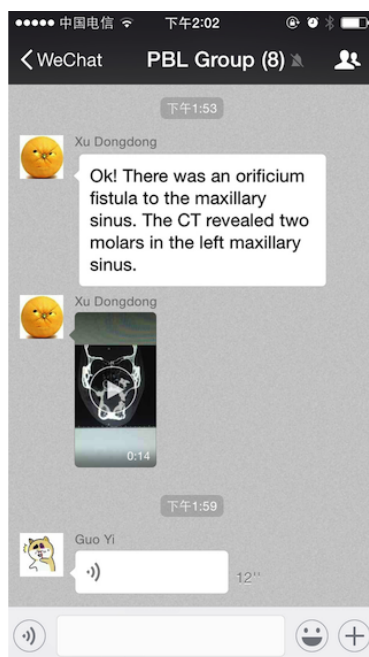 中国电信 下午2:02
WeChat PBL Group (8)
下午1:53
Xu Dongdong
Ok! There was an orificium
fistula to the maxillary
sinus. The CT revealed two
molars in the left maxillary
sinus.
Xu Dongdong
0:14
下午1:59
Guo Yi
12''